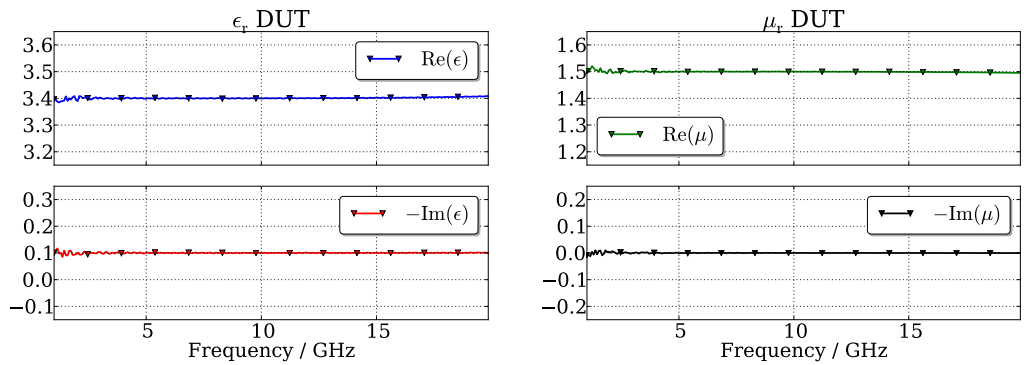 ϵr DUT
3.6
3.5
3.4
3.3
3.2
Re(ϵ)
0.3
0.2
0.1
0.0
−0.1
−Im(ϵ)
5 10 15
Frequency / GHz
μr DUT
1.6
1.5
1.4
1.3
1.2
Re(μ)
0.2
0.1
0.0
−0.1
−0.2
−Im(μ)
5 10 15
Frequency / GHz